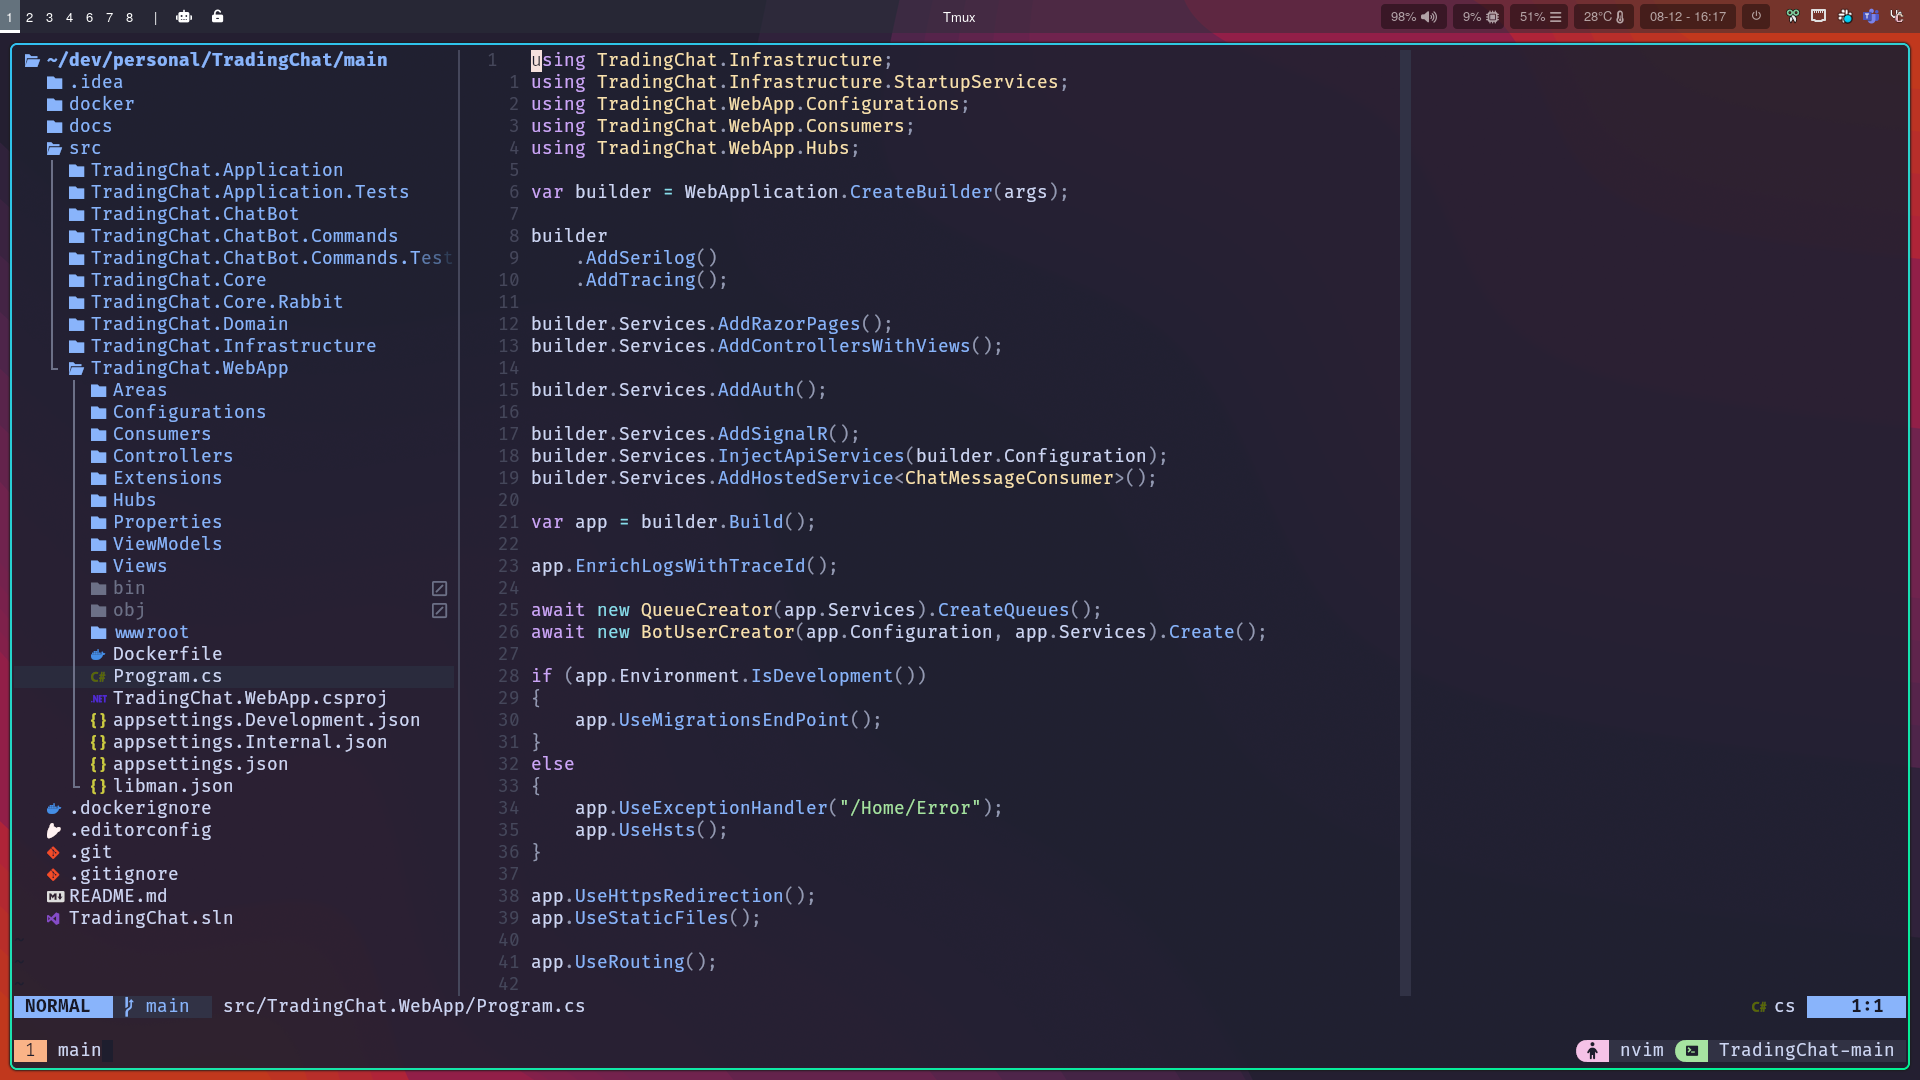 1 2 3 4 6 7 8 |
Tmux
98% 9% 51% 28°C 08-12 - 16:17
~/dev/personal/TradingChat/main
.idea
docker
docs
src
TradingChat.Application
TradingChat.Application.Tests
TradingChat.ChatBot
TradingChat.ChatBot.Commands
TradingChat.ChatBot.Commands.Test
TradingChat.Core
TradingChat.Core.Rabbit
TradingChat.Domain
TradingChat.Infrastructure
TradingChat.WebApp
Areas
Configurations
Consumers
Controllers
Extensions
Hubs
Properties
ViewModels
Views
bin
obj
wwwroot
Dockerfile
C# Program.cs
.NET TradingChat.WebApp.csproj
{} appsettings.Development.json
{} appsettings.Internal.json
{} appsettings.json
{} libman.json
.dockerignore
.editorconfig
.git
.gitignore
README.md
TradingChat.sln
1 using TradingChat.Infrastructure;
1 using TradingChat.Infrastructure.StartupServices;
2 using TradingChat.WebApp.Configurations;
3 using TradingChat.WebApp.Consumers;
4 using TradingChat.WebApp.Hubs;
5
6 var builder = WebApplication.CreateBuilder(args);
7
8 builder
9     .AddSerilog()
10     .AddTracing();
11
12 builder.Services.AddRazorPages();
13 builder.Services.AddControllersWithViews();
14
15 builder.Services.AddAuth();
16
17 builder.Services.AddSignalR();
18 builder.Services.InjectApiServices(builder.Configuration);
19 builder.Services.AddHostedService<ChatMessageConsumer>();
20
21 var app = builder.Build();
22
23 app.EnrichLogsWithTraceId();
24
25 await new QueueCreator(app.Services).CreateQueues();
26 await new BotUserCreator(app.Configuration, app.Services).Create();
27
28 if (app.Environment.IsDevelopment())
29 {
30     app.UseMigrationsEndPoint();
31 }
32 else
33 {
34     app.UseExceptionHandler("/Home/Error");
35     app.UseHsts();
36 }
37
38 app.UseHttpsRedirection();
39 app.UseStaticFiles();
40
41 app.UseRouting();
42
NORMAL main src/TradingChat.WebApp/Program.cs C# cs 1:1
1 main nvim TradingChat-main